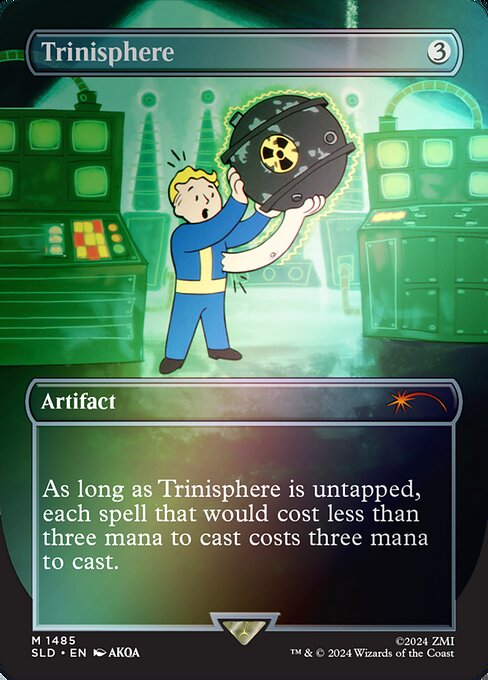 Trinisphere 3
Artifact
As long as Trinisphere is untapped,
each spell that would cost less than
three mana to cast costs three mana
to cast.
M 1485
SLD • EN AKQA
©2024 ZMI
™ & © 2024 Wizards of the Coast